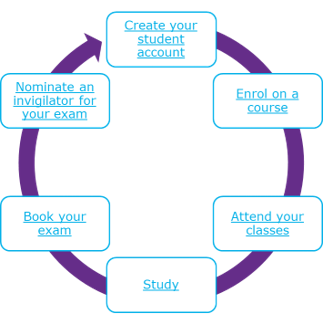 Create your
student
account
Enrol on a
course
Attend your
classes
Study
Book your
exam
Nominate an
invigilator for
your exam